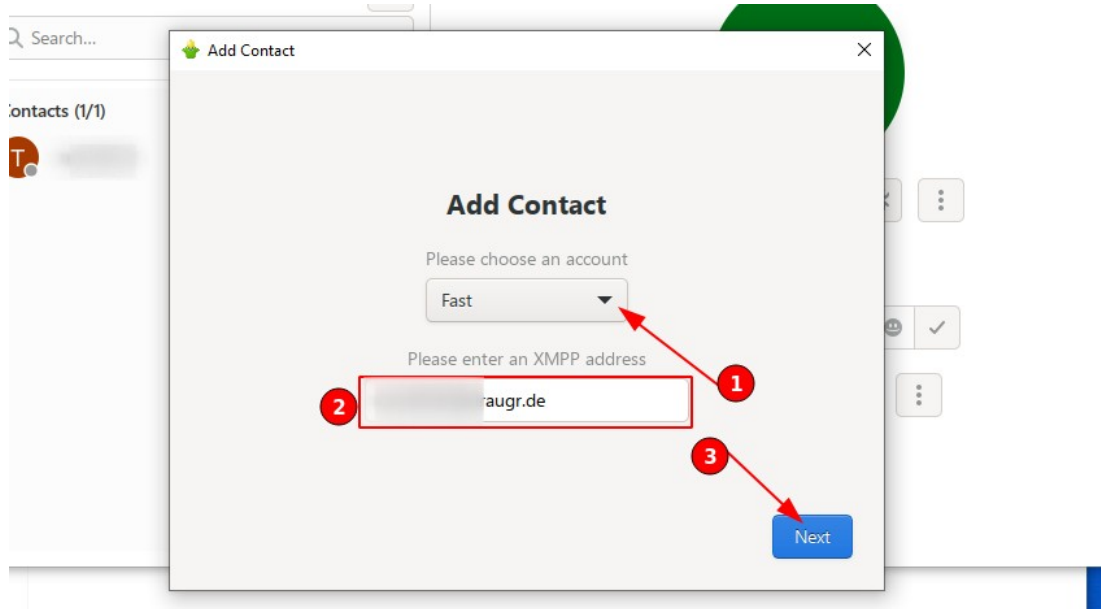 Search...
Add Contact
ontacts (1/1)
T
Add Contact
Please choose an account
Fast
Please enter an XMPP address
1
2
raugr.de
3
Next